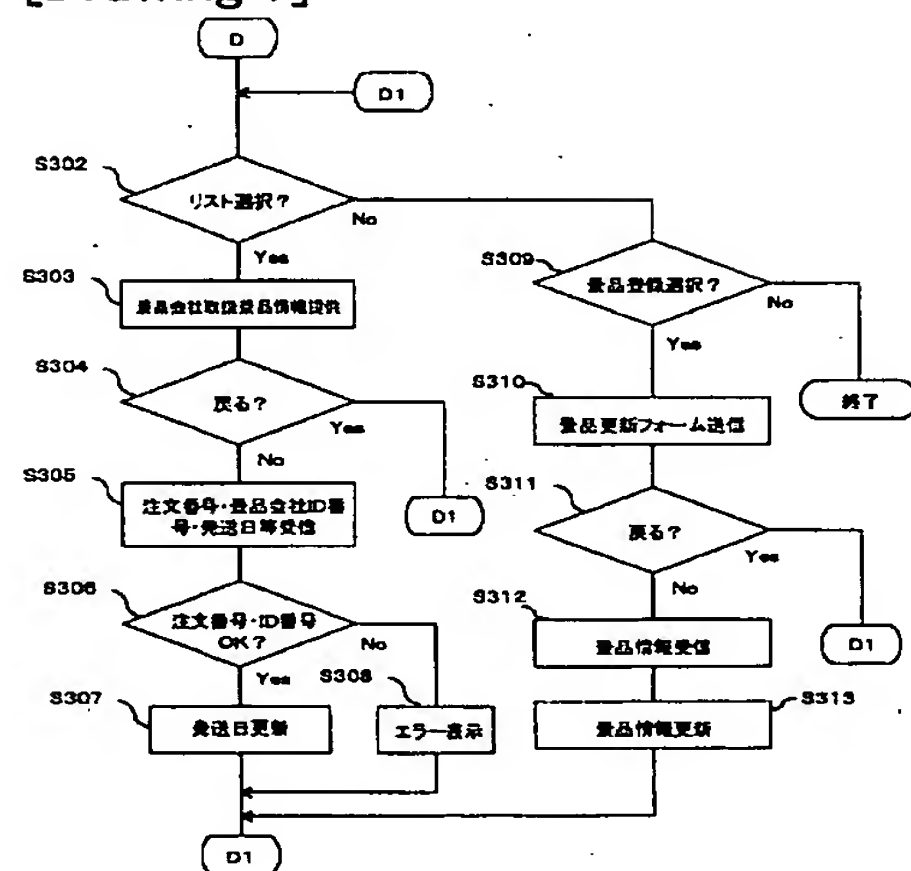 D
D1
S302
リスト選択?
No
Yes
S303
景品会社取扱景品情報提供
S309
景品登録選択?
No
Yes
S304
戻る?
Yes
No
S310
景品更新フォーム送信
終了
S305
注文番号・景品会社ID番
号・発送日等受信
D1
S311
戻る?
Yes
No
S306
注文番号・ID番号
OK?
No
Yes
S312
景品情報受信
D1
S307
発送日更新
S308
エラー表示
S313
景品情報更新
D1